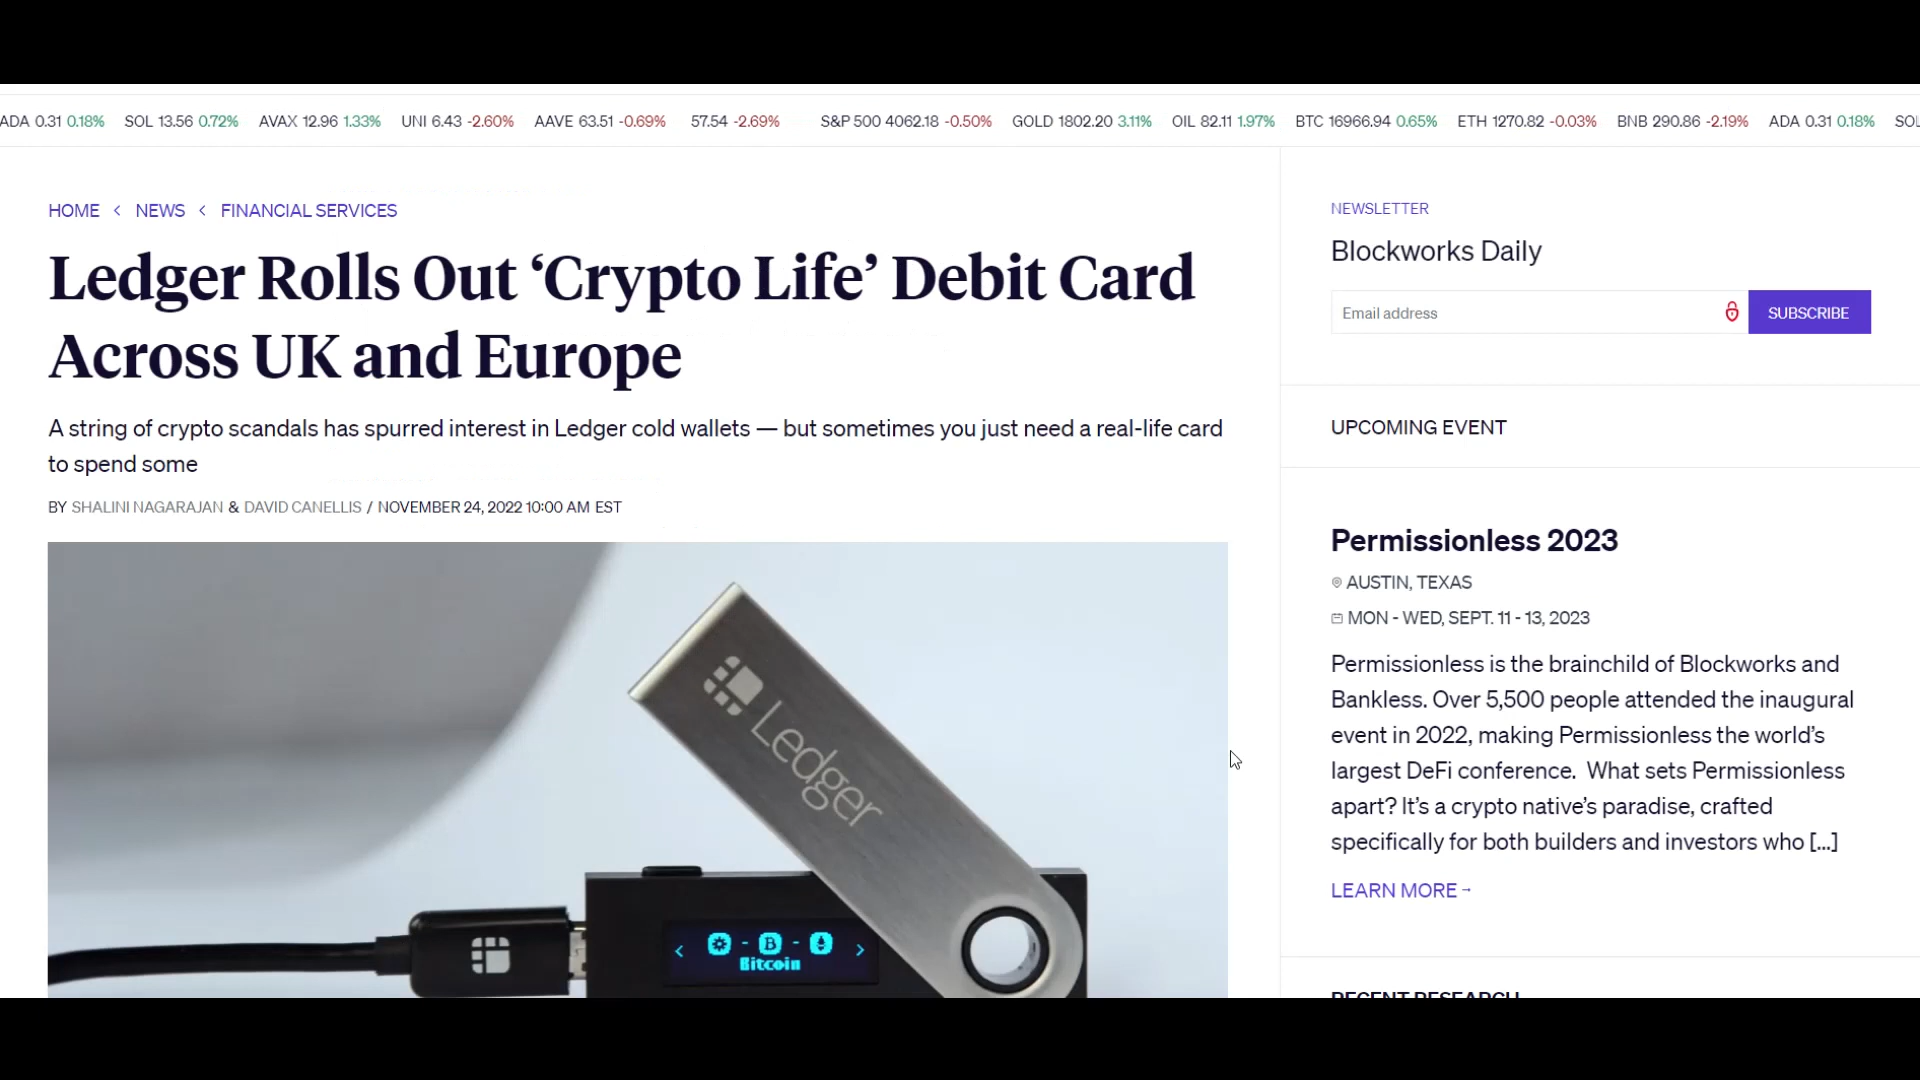 ADA 0.31 0.18% SOL 13.56 0.72% AVAX 12.96 1.33% UNI 6.43 -2.60% AAVE 63.51 -0.69% 57.54 -2.69% S&P 500 4062.18 -0.50% GOLD 1802.20 3.11% OIL 82.11 1.97% BTC 16966.94 0.65% ETH 1270.82 -0.03% BNB 290.86 -2.19% ADA 0.31 0.18%
HOME < NEWS < FINANCIAL SERVICES
Ledger Rolls Out ‘Crypto Life’ Debit Card
Across UK and Europe
A string of crypto scandals has spurred interest in Ledger cold wallets — but sometimes you just need a real-life card
to spend some
BY SHALINI NAGARAJAN & DAVID CANELLIS / NOVEMBER 24, 2022 10:00 AM EST
Ledger
Bitcoin
NEWSLETTER
Blockworks Daily
Email address
SUBSCRIBE
UPCOMING EVENT
Permissionless 2023
AUSTIN, TEXAS
MON - WED, SEPT. 11 - 13, 2023
Permissionless is the brainchild of Blockworks and
Bankless. Over 5,500 people attended the inaugural
event in 2022, making Permissionless the world’s
largest DeFi conference. What sets Permissionless
apart? It’s a crypto native’s paradise, crafted
specifically for both builders and investors who [...]
LEARN MORE→
RECENT RESEARCH